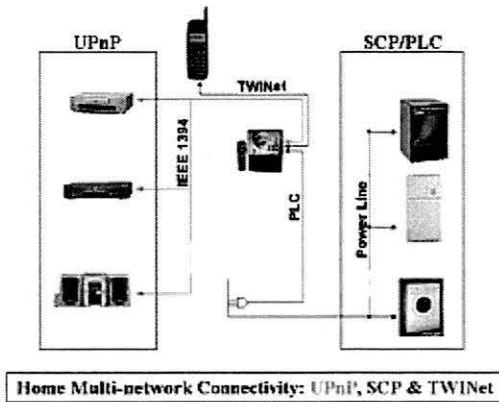 UPnP
SCP/PLC
TWINet
IEEE 1394
PLC
Power Line
Home Multi-network Connectivity: UPnP, SCP & TWINet